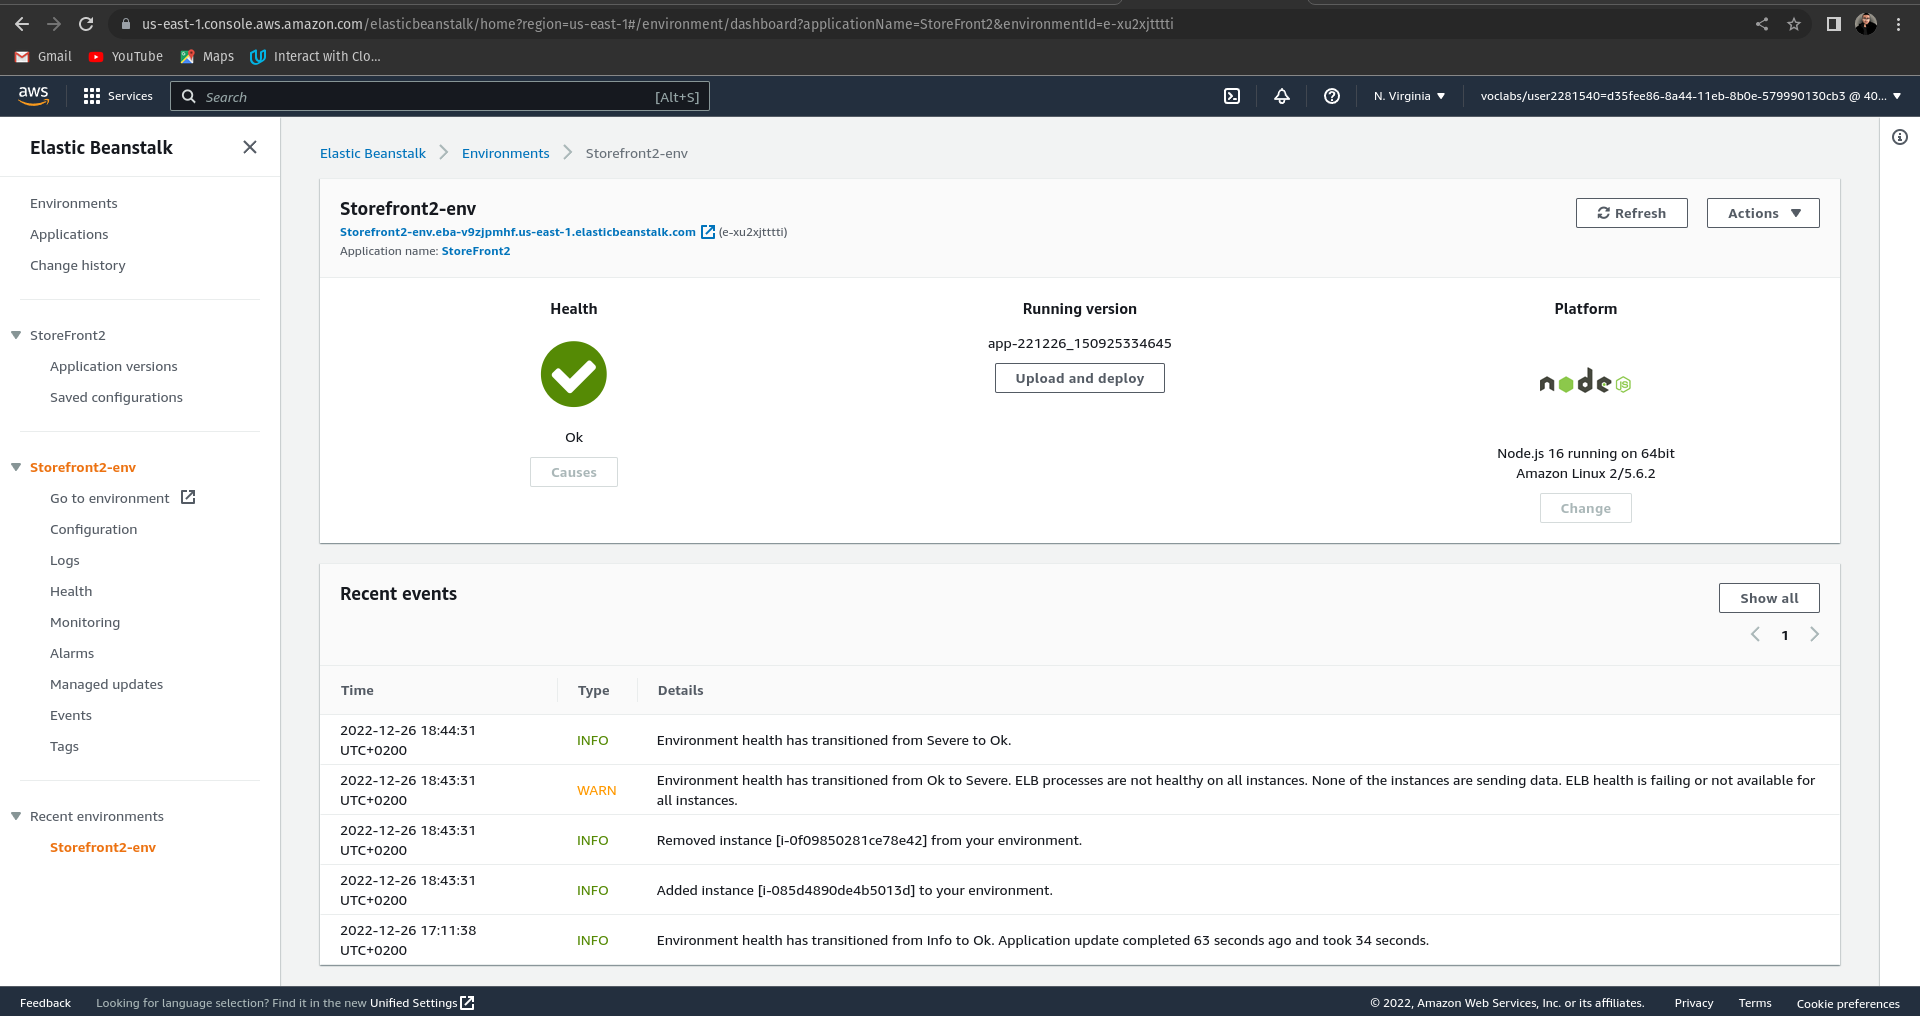 us-east-1.console.aws.amazon.com/elasticbeanstalk/home?region=us-east-1#/environment/dashboard?applicationName=StoreFront2&environmentId=e-xu2xjtttti
Gmail
YouTube
Maps
Interact with Clo...
aws
Services
Search
[Alt+S]
N. Virginia
voclabs/user2281540=d35fee86-8a44-11eb-8b0e-579990130cb3 @ 40...
Elastic Beanstalk
Environments
Applications
Change history
StoreFront2
Application versions
Saved configurations
Storefront2-env
Go to environment
Configuration
Logs
Health
Monitoring
Alarms
Managed updates
Events
Tags
Recent environments
Storefront2-env
Elastic Beanstalk
Environments
Storefront2-env
Storefront2-env
Storefront2-env.eba-v9zjpmhf.us-east-1.elasticbeanstalk.com (e-xu2xjtttti)
Application name: StoreFront2
Refresh
Actions
Health
Ok
Causes
Running version
app-221226_150925334645
Upload and deploy
Platform
node JS
Node.js 16 running on 64bit
Amazon Linux 2/5.6.2
Change
Recent events
Show all
1
Time
Type
Details
2022-12-26 18:44:31
UTC+0200
INFO
Environment health has transitioned from Severe to Ok.
2022-12-26 18:43:31
UTC+0200
WARN
Environment health has transitioned from Ok to Severe. ELB processes are not healthy on all instances. None of the instances are sending data. ELB health is failing or not available for
all instances.
2022-12-26 18:43:31
UTC+0200
INFO
Removed instance [i-0f09850281ce78e42] from your environment.
2022-12-26 18:43:31
UTC+0200
INFO
Added instance [i-085d4890de4b5013d] to your environment.
2022-12-26 17:11:38
UTC+0200
INFO
Environment health has transitioned from Info to Ok. Application update completed 63 seconds ago and took 34 seconds.
Feedback
Looking for language selection? Find it in the new Unified Settings
© 2022, Amazon Web Services, Inc. or its affiliates.
Privacy
Terms
Cookie preferences